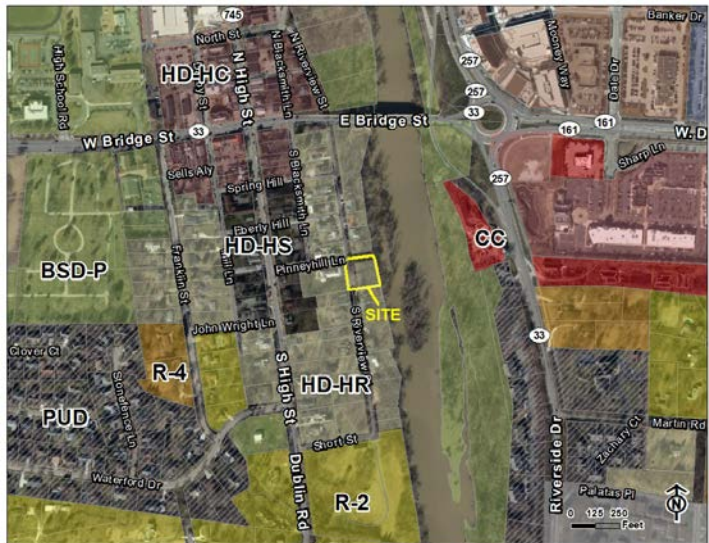 745
Banker Dr
North St
High School Rd
HD-HC
N High St
N Blacksmith Ln
N Riverview St
Mooney Way
Dale Dr
257
257
33
E Bridge St
33
W Bridge St
161
161
W. D
Sharp Ln
Sells Aly
257
Spring Hill
S Blacksmith Ln
Eberly Hill
HD-HS
CC
BSD-P
Franklin St
Mill Ln
Pinneyhill Ln
SITE
S Riverview
John Wright Ln
33
Clover Ct
R-4
S High St
HD-HR
Stonefence Ln
PUD
Short St
Martin Rd
Zachary Ct
Waterford Dr
Dublin Rd
R-2
Riverside Dr
Palatas Pl
N
0 125 250
Feet